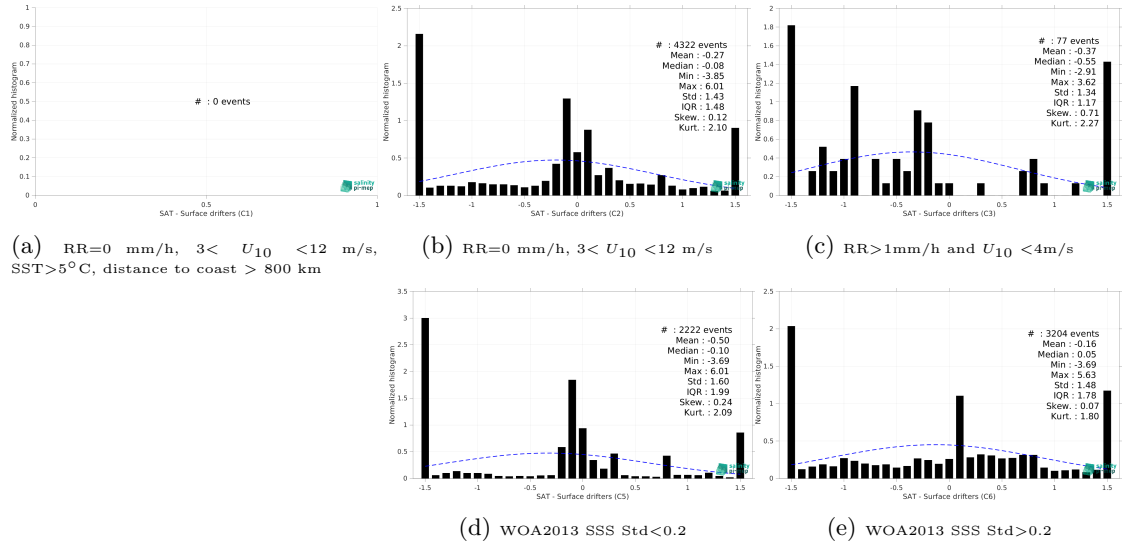 1
0.9
0.8
0.7
0.6
0.5
0.4
0.3
0.2
0.1
0
Normalized histogram
# : 0 events
0 0.5 1
SAT - Surface drifters (C1)
salinity
pi-mep
(a) RR=0 mm/h, 3< U10 <12 m/s,
SST>5°C, distance to coast > 800 km
2.5
2
1.5
1
0.5
0
Normalized histogram
# : 4322 events
Mean : -0.27
Median : -0.08
Min : -3.85
Max : 6.01
Std : 1.43
IQR : 1.48
Skew. : 0.12
Kurt. : 2.10
-1.5 -1 -0.5 0 0.5 1 1.5
SAT - Surface drifters (C2)
salinity
pi-mep
(b) RR=0 mm/h, 3< U10 <12 m/s
2
1.8
1.6
1.4
1.2
1
0.8
0.6
0.4
0.2
0
Normalized histogram
# : 77 events
Mean : -0.37
Median : -0.55
Min : -2.91
Max : 3.62
Std : 1.34
IQR : 1.17
Skew. : 0.71
Kurt. : 2.27
-1.5 -1 -0.5 0 0.5 1 1.5
SAT - Surface drifters (C3)
salinity
pi-mep
(c) RR>1mm/h and U10 <4m/s
3.5
3
2.5
2
1.5
1
0.5
0
Normalized histogram
# : 2222 events
Mean : -0.50
Median : -0.10
Min : -3.69
Max : 6.01
Std : 1.60
IQR : 1.99
Skew. : 0.24
Kurt. : 2.09
-1.5 -1 -0.5 0 0.5 1 1.5
SAT - Surface drifters (C5)
salinity
pi-mep
(d) WOA2013 SSS Std<0.2
2.5
2
1.5
1
0.5
0
Normalized histogram
# : 3204 events
Mean : -0.16
Median : 0.05
Min : -3.69
Max : 5.63
Std : 1.48
IQR : 1.78
Skew. : 0.07
Kurt. : 1.80
-1.5 -1 -0.5 0 0.5 1 1.5
SAT - Surface drifters (C6)
salinity
pi-mep
(e) WOA2013 SSS Std>0.2